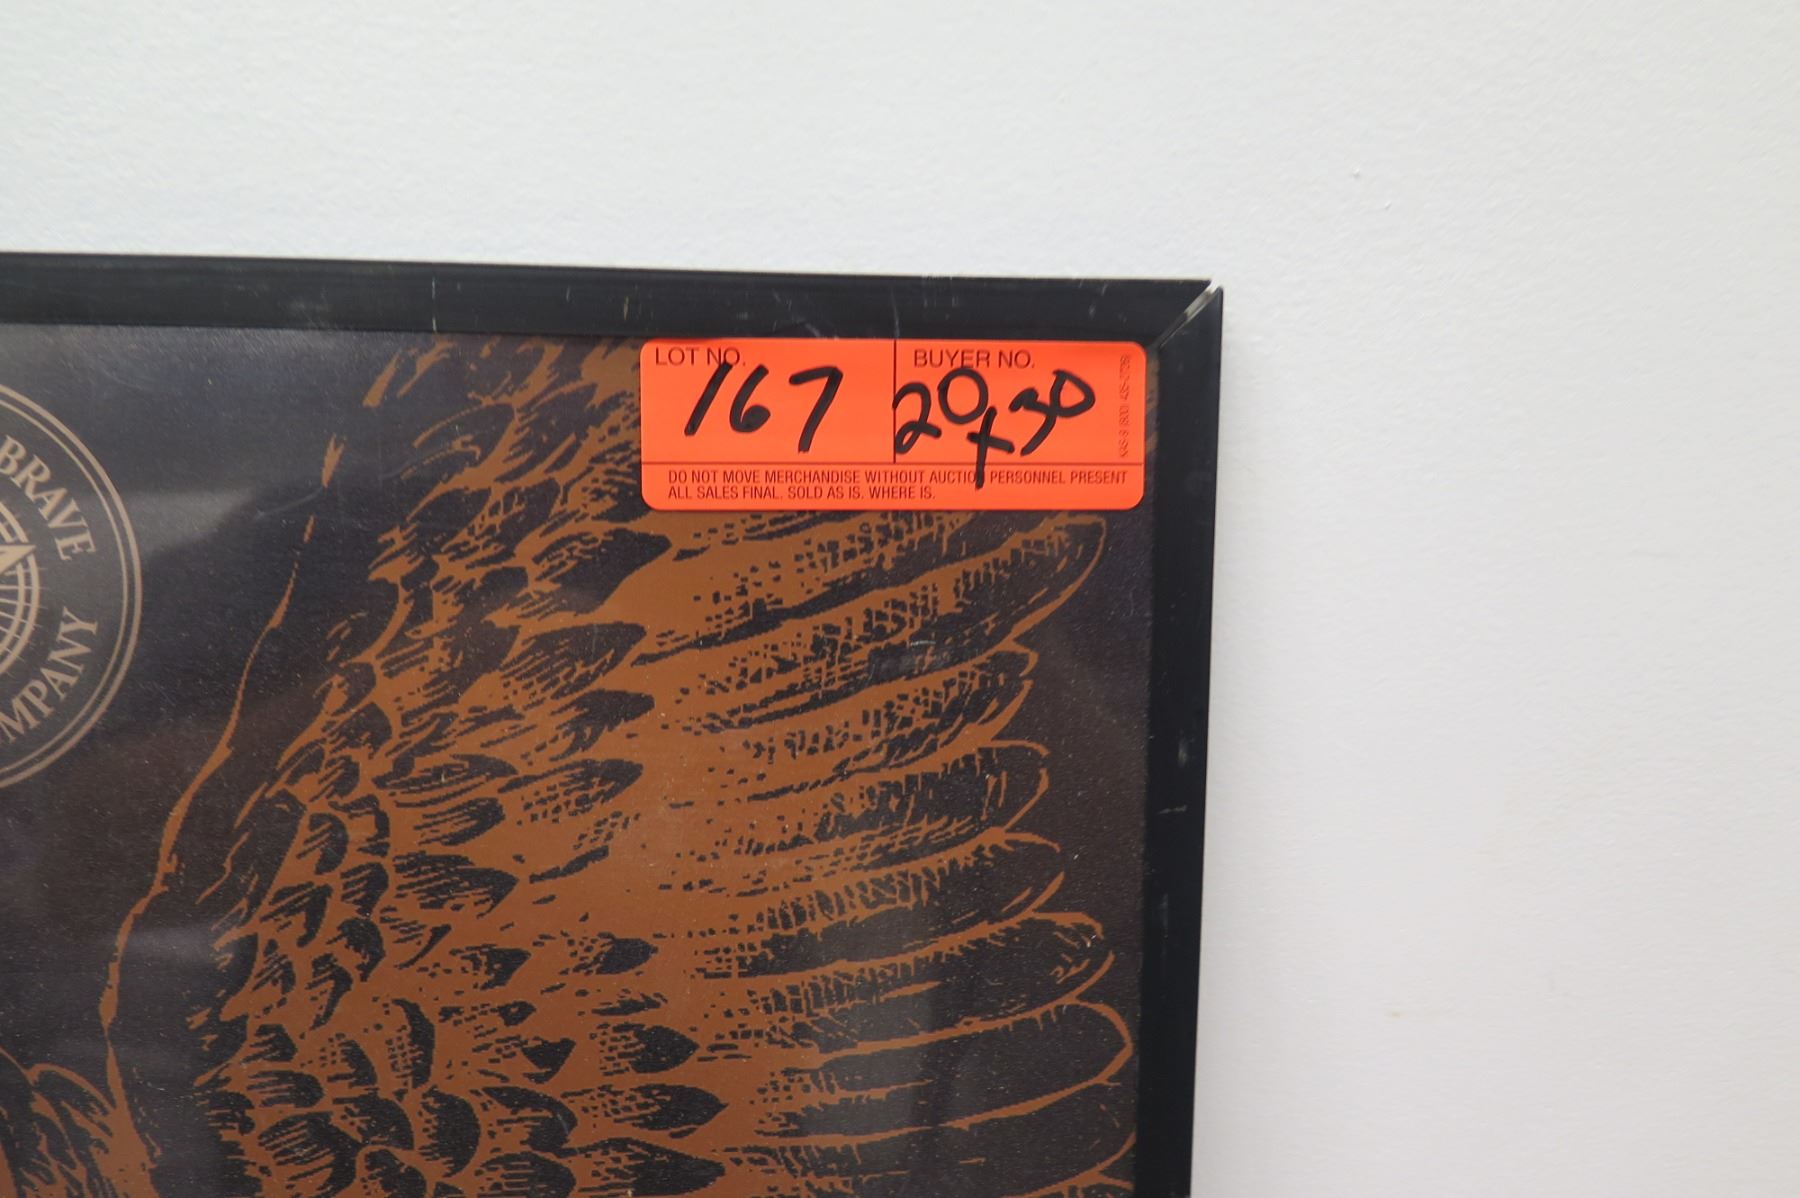 LOT NO. BUYER NO.
167 20x30
DO NOT MOVE MERCHANDISE WITHOUT AUCTION PERSONNEL PRESENT
ALL SALES FINAL. SOLD AS IS. WHERE IS.
BRAVE
MPANY